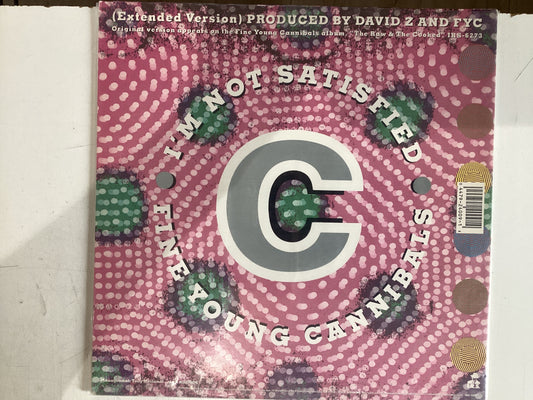 (Extended Version) PRODUCED BY DAVID Z AND FYC
Original version appears on the Fine Young Cannibals album, "The Raw & The Cooked" IRS-6273
I'M NOT SATISFIED
C
FINE YOUNG CANNIBALS